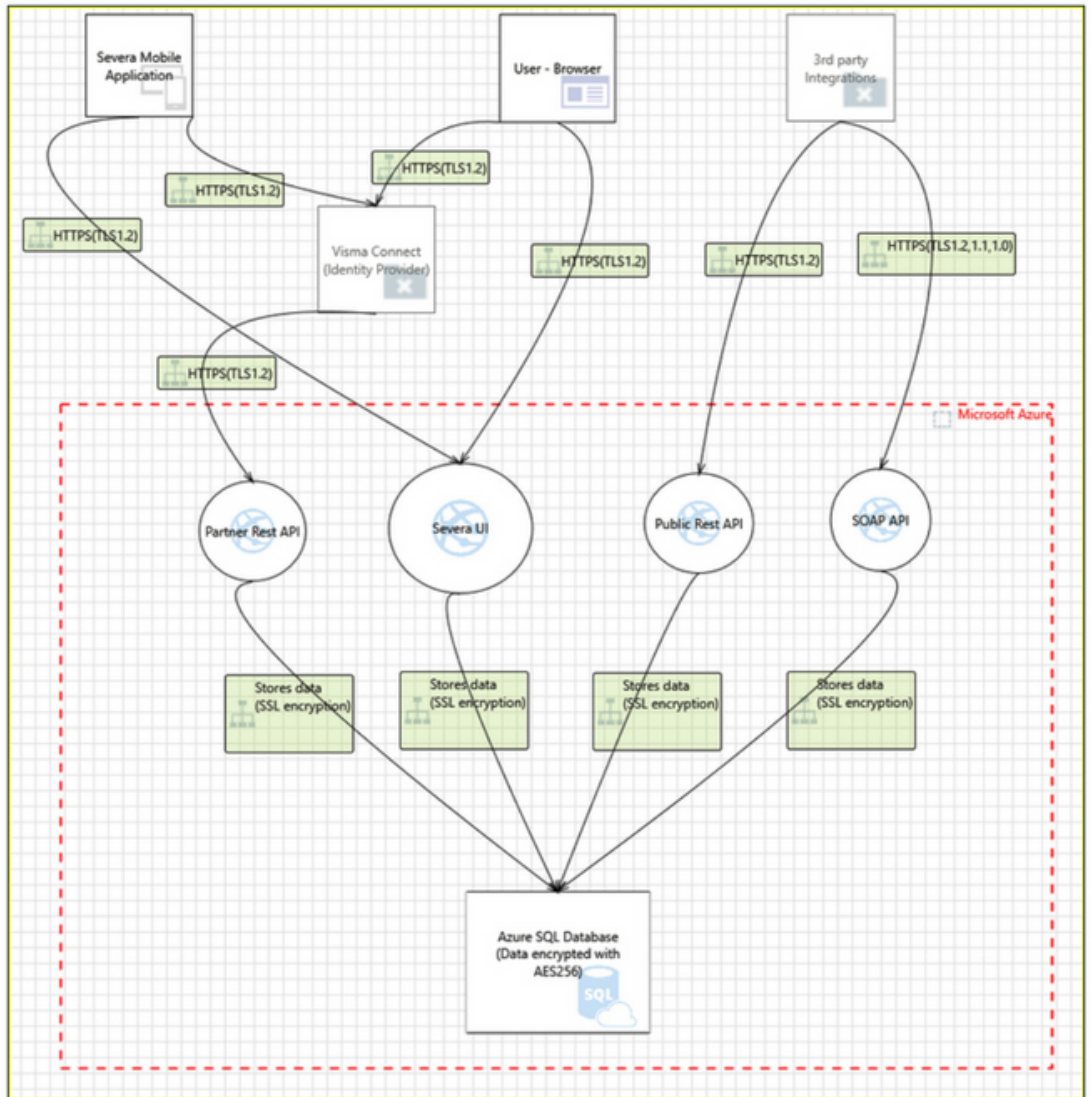 Severa Mobile
Application
User - Browser
3rd party
Integrations
HTTPS(TLS1.2)
HTTPS(TLS1.2)
HTTPS(TLS1.2)
Visma Connect
(Identity Provider)
HTTPS(TLS1.2)
HTTPS(TLS1.2)
HTTPS(TLS1.2,1.1,1.0)
HTTPS(TLS1.2)
Microsoft Azure
Partner Rest API
Severa UI
Public Rest API
SOAP API
Stores data
(SSL encryption)
Stores data
(SSL encryption)
Stores data
(SSL encryption)
Stores data
(SSL encryption)
Azure SQL Database
(Data encrypted with
AES256)
SQL